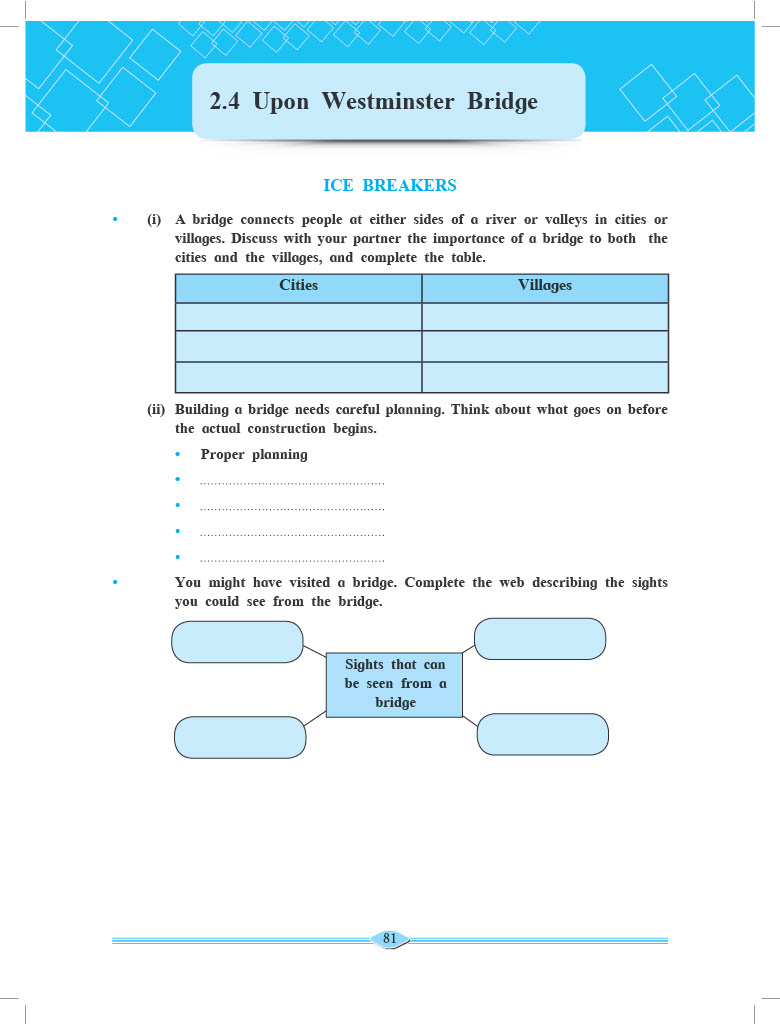 2.4 Upon Westminster Bridge
ICE BREAKERS
• (i) A bridge connects people at either sides of a river or valleys in cities or
villages. Discuss with your partner the importance of a bridge to both the
cities and the villages, and complete the table.
Cities Villages
(ii) Building a bridge needs careful planning. Think about what goes on before
the actual construction begins.
• Proper planning
• ...................................................
• ...................................................
• ...................................................
• ...................................................
• You might have visited a bridge. Complete the web describing the sights
you could see from the bridge.
Sights that can
be seen from a
bridge
81